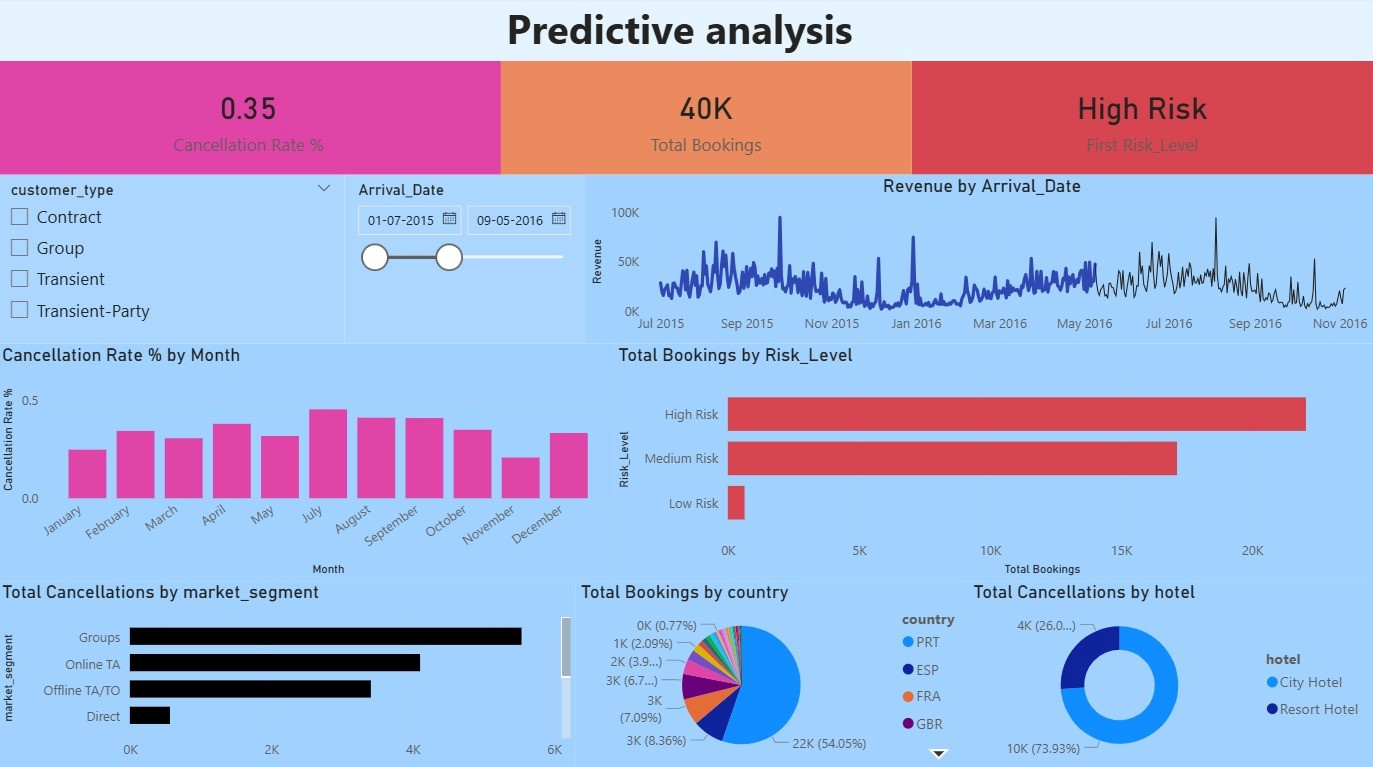 Predictive analysis
0.35
Cancellation Rate %
40K
Total Bookings
High Risk
First Risk_Level
customer_type
Contract
Group
Transient
Transient-Party
Arrival_Date
01-07-2015
09-05-2016
Revenue by Arrival_Date
Revenue
100K
50K
0K
Jul 2015
Sep 2015
Nov 2015
Jan 2016
Mar 2016
May 2016
Jul 2016
Sep 2016
Nov 2016
Cancellation Rate % by Month
Cancellation Rate %
0.5
0.0
January
February
March
April
May
July
August
September
October
November
December
Month
Total Bookings by Risk_Level
Risk_Level
High Risk
Medium Risk
Low Risk
0K
5K
10K
15K
20K
Total Bookings
Total Cancellations by market_segment
market_segment
Groups
Online TA
Offline TA/TO
Direct
0K
2K
4K
6K
Total Bookings by country
0K (0.77%)
1K (2.09%)
2K (3.9...)
3K (6.7...)
3K
(7.09%)
3K (8.36%)
22K (54.05%)
country
PRT
ESP
FRA
GBR
Total Cancellations by hotel
4K (26.0...)
10K (73.93%)
hotel
City Hotel
Resort Hotel